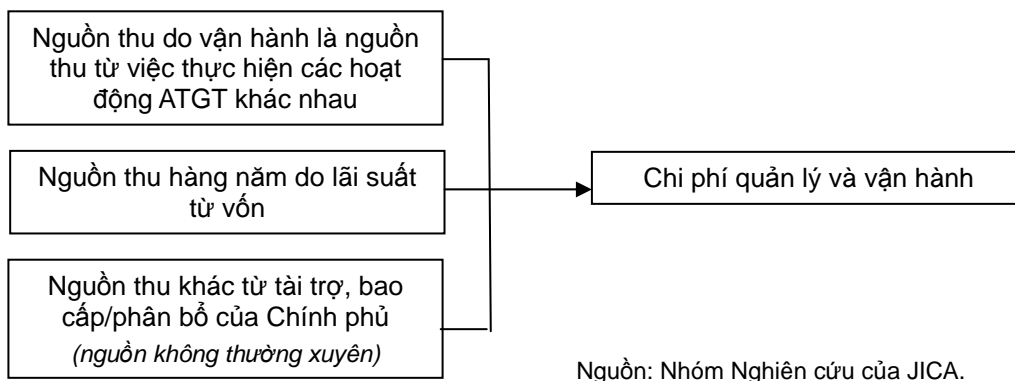 Nguồn thu do vận hành là nguồn
thu từ việc thực hiện các hoạt
động ATGT khác nhau
Nguồn thu hàng năm do lãi suất
từ vốn
Nguồn thu khác từ tài trợ, bao
cấp/phân bổ của Chính phủ
(nguồn không thường xuyên)
Chi phí quản lý và vận hành
Nguồn: Nhóm Nghiên cứu của JICA.